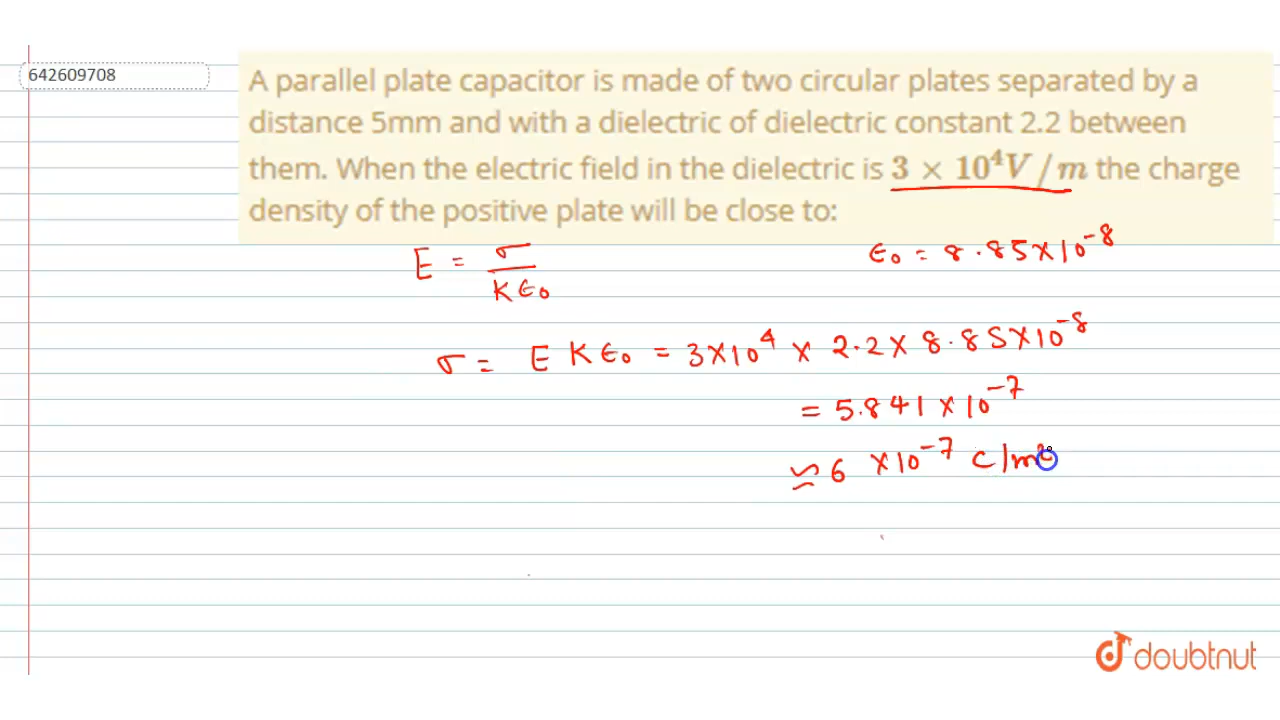 642609708
A parallel plate capacitor is made of two circular plates separated by a
distance 5mm and with a dielectric of dielectric constant 2.2 between
them. When the electric field in the dielectric is 3 × 10⁴V/m the charge
density of the positive plate will be close to:
E = σ/Kε₀
ε₀ = 8.85×10⁻⁸
σ = E Kε₀ = 3×10⁴ × 2.2×8.85×10⁻⁸
= 5.841×10⁻⁷
≃ 6 ×10⁻⁷ c/m²
doubtnut